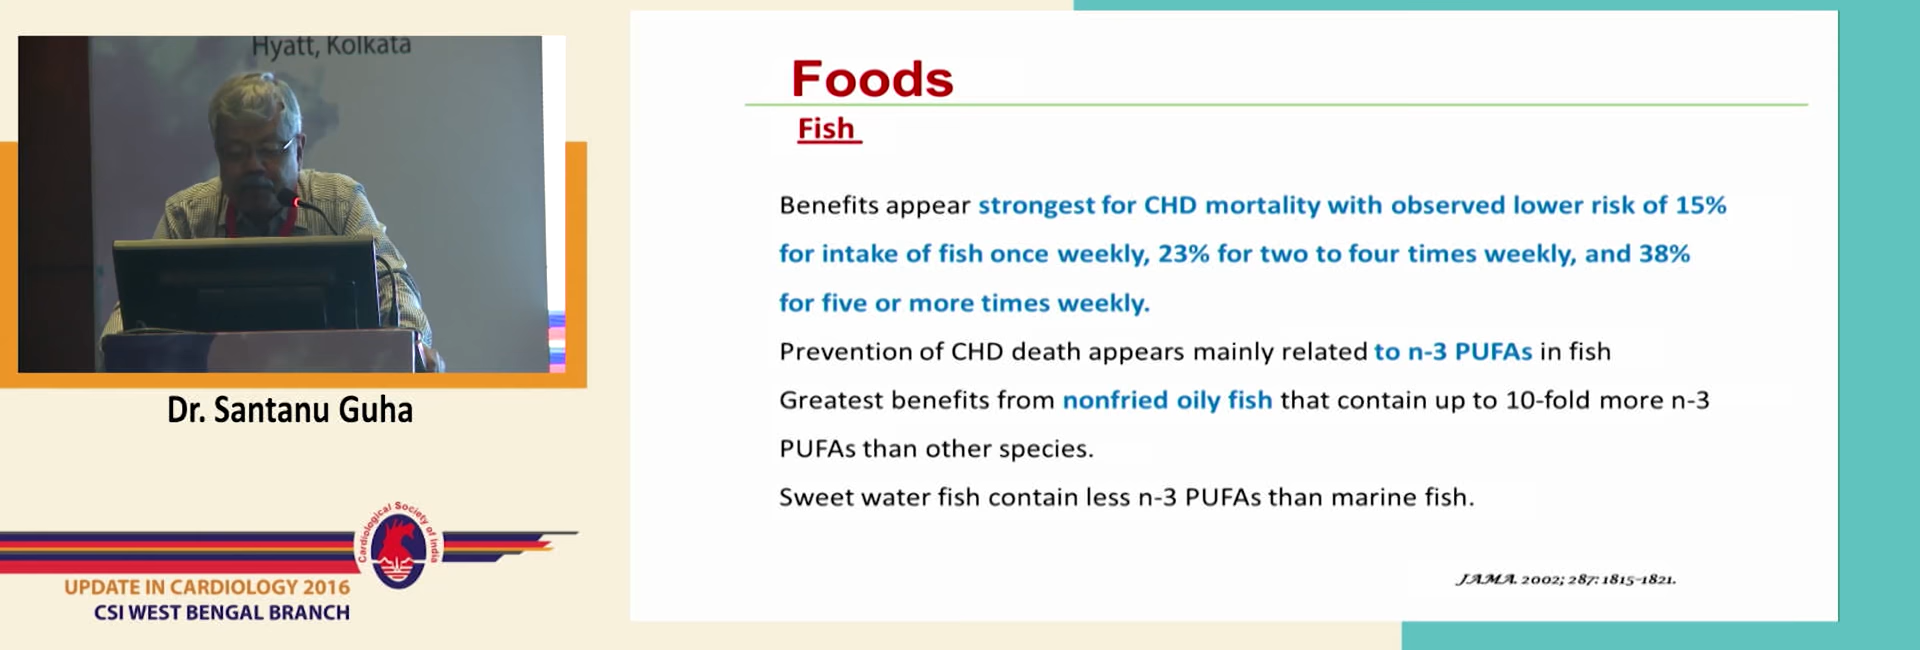 Hyatt, Kolkata
Dr. Santanu Guha
Cardiological Society of India
UPDATE IN CARDIOLOGY 2016
CSI WEST BENGAL BRANCH
Foods
Fish
Benefits appear strongest for CHD mortality with observed lower risk of 15%
for intake of fish once weekly, 23% for two to four times weekly, and 38%
for five or more times weekly.
Prevention of CHD death appears mainly related to n-3 PUFAs in fish
Greatest benefits from nonfried oily fish that contain up to 10-fold more n-3
PUFAs than other species.
Sweet water fish contain less n-3 PUFAs than marine fish.
JAMA. 2002; 287: 1815-1821.